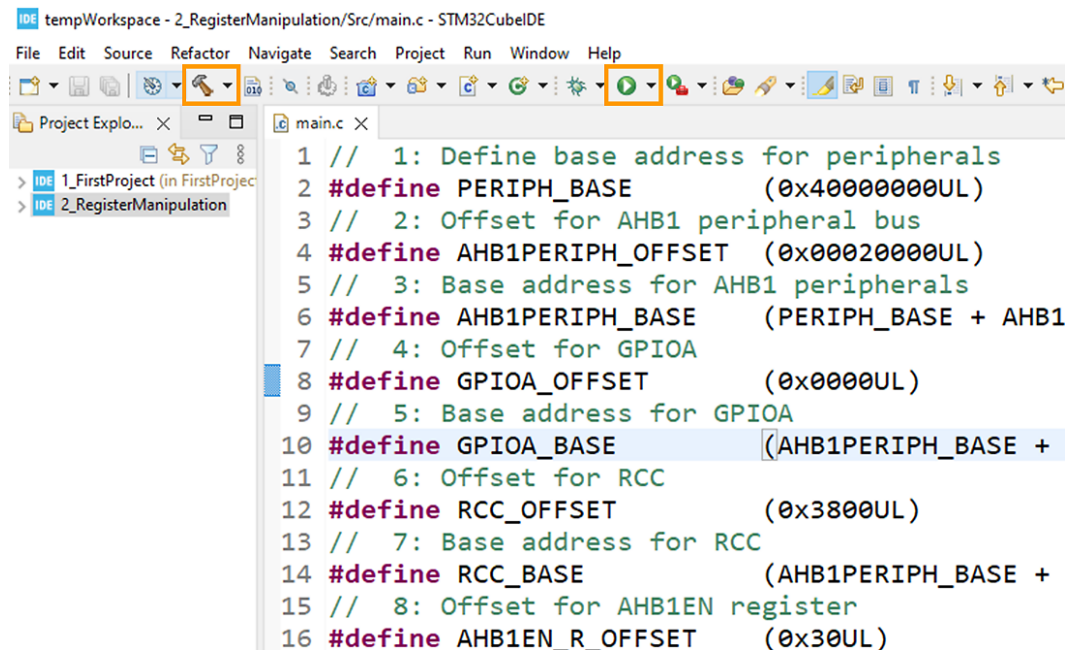 IDE tempWorkspace - 2_RegisterManipulation/Src/main.c - STM32CubeIDE
File Edit Source Refactor Navigate Search Project Run Window Help
010
Project Explo...
IDE 1_FirstProject (in FirstProject
IDE 2_RegisterManipulation
.c main.c
1 //  1: Define base address for peripherals
2 #define PERIPH_BASE        (0x40000000UL)
3 //  2: Offset for AHB1 peripheral bus
4 #define AHB1PERIPH_OFFSET  (0x00020000UL)
5 //  3: Base address for AHB1 peripherals
6 #define AHB1PERIPH_BASE    (PERIPH_BASE + AHB1
7 //  4: Offset for GPIOA
8 #define GPIOA_OFFSET       (0x0000UL)
9 //  5: Base address for GPIOA
10 #define GPIOA_BASE         (AHB1PERIPH_BASE +
11 //  6: Offset for RCC
12 #define RCC_OFFSET         (0x3800UL)
13 //  7: Base address for RCC
14 #define RCC_BASE           (AHB1PERIPH_BASE +
15 //  8: Offset for AHB1EN register
16 #define AHB1EN_R_OFFSET    (0x30UL)